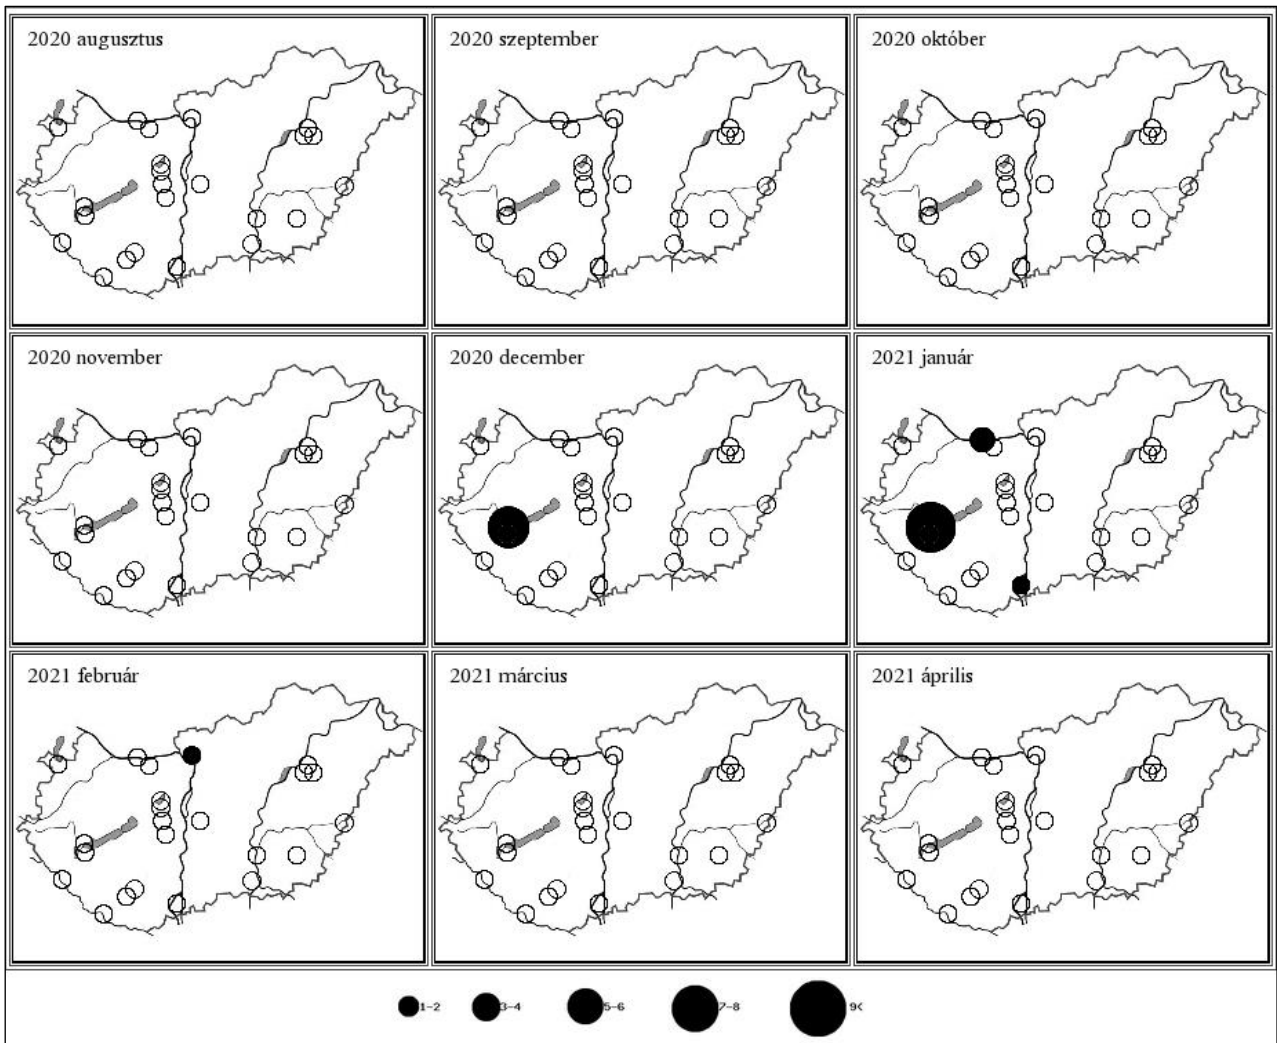 2020 augusztus
2020 szeptember
2020 október
2020 november
2020 december
2021 január
2021 február
2021 március
2021 április
1-2
3-4
5-6
7-8
9<